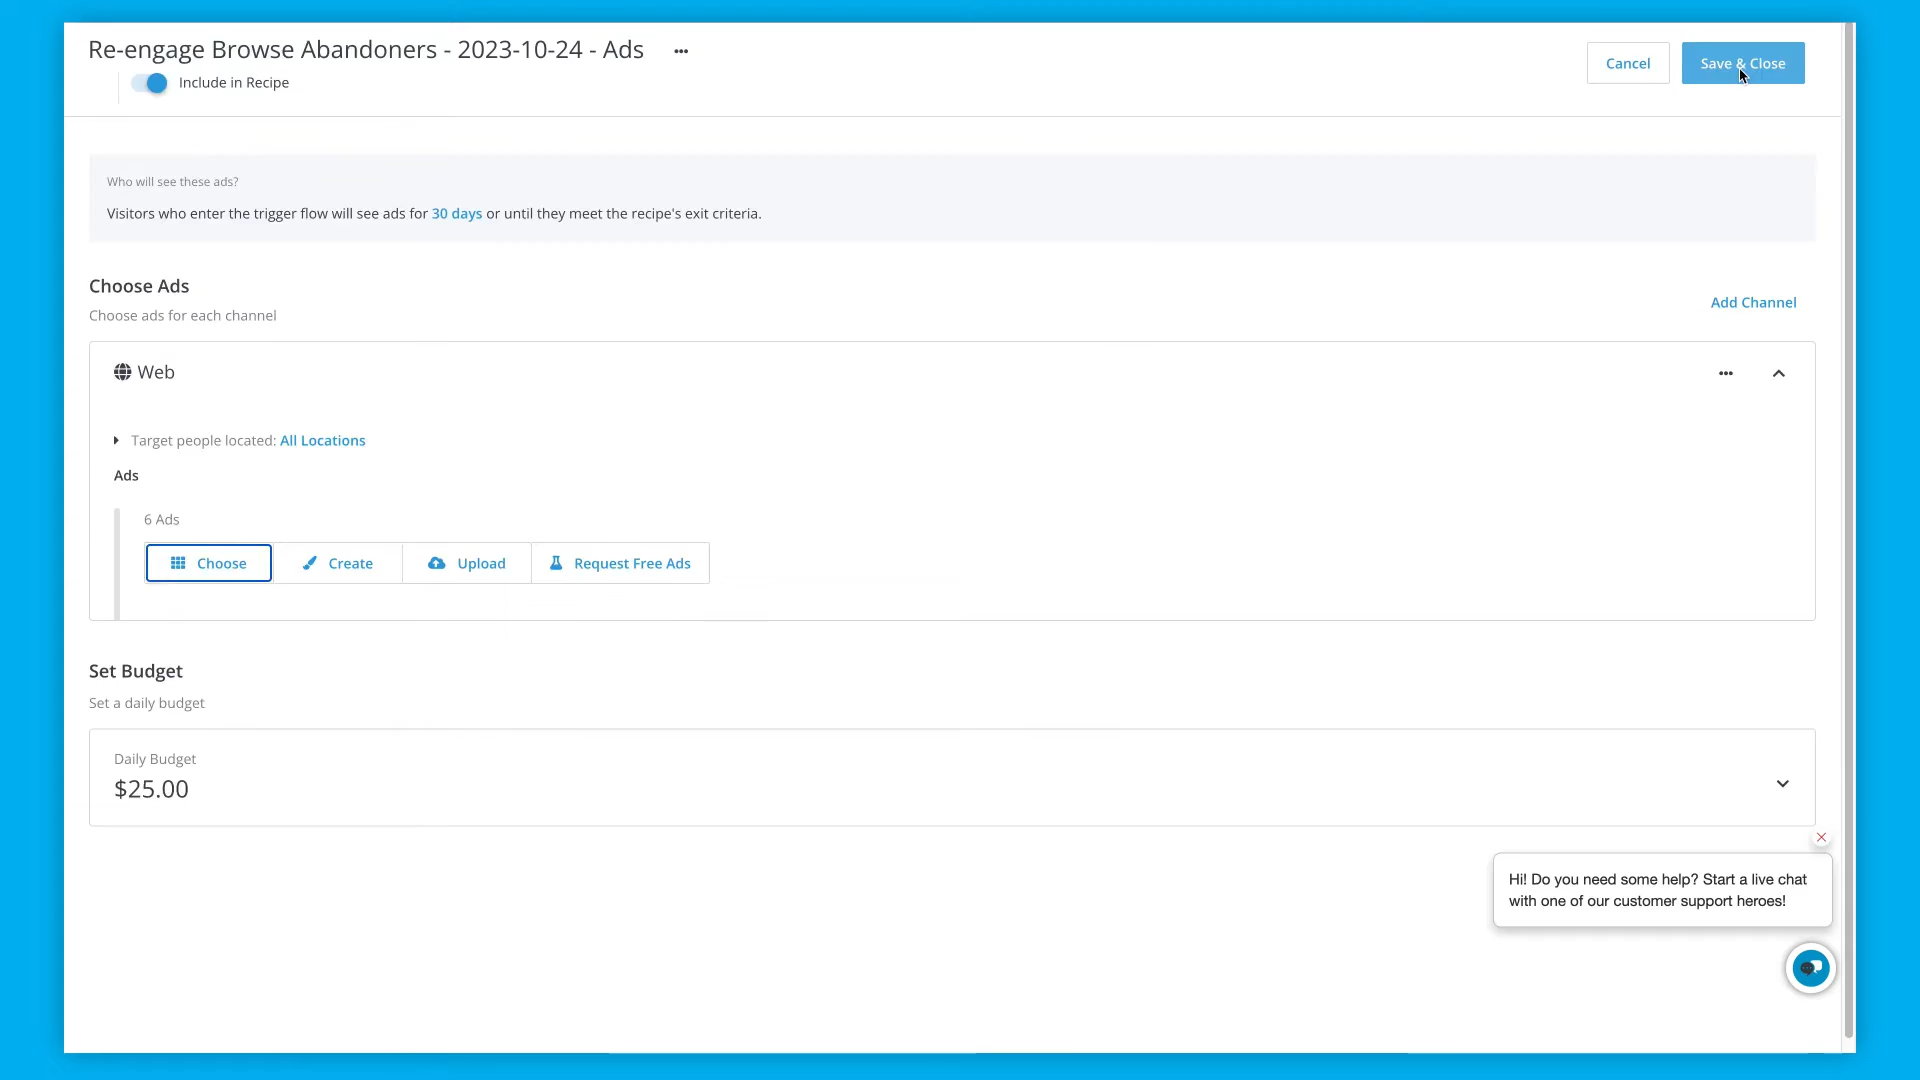 Re-engage Browse Abandoners - 2023-10-24 - Ads
Include in Recipe
Cancel
Save & Close
Who will see these ads?
Visitors who enter the trigger flow will see ads for 30 days or until they meet the recipe's exit criteria.
Choose Ads
Choose ads for each channel
Add Channel
Web
Target people located: All Locations
Ads
6 Ads
Choose
Create
Upload
Request Free Ads
Set Budget
Set a daily budget
Daily Budget
$25.00
Hi! Do you need some help? Start a live chat
with one of our customer support heroes!